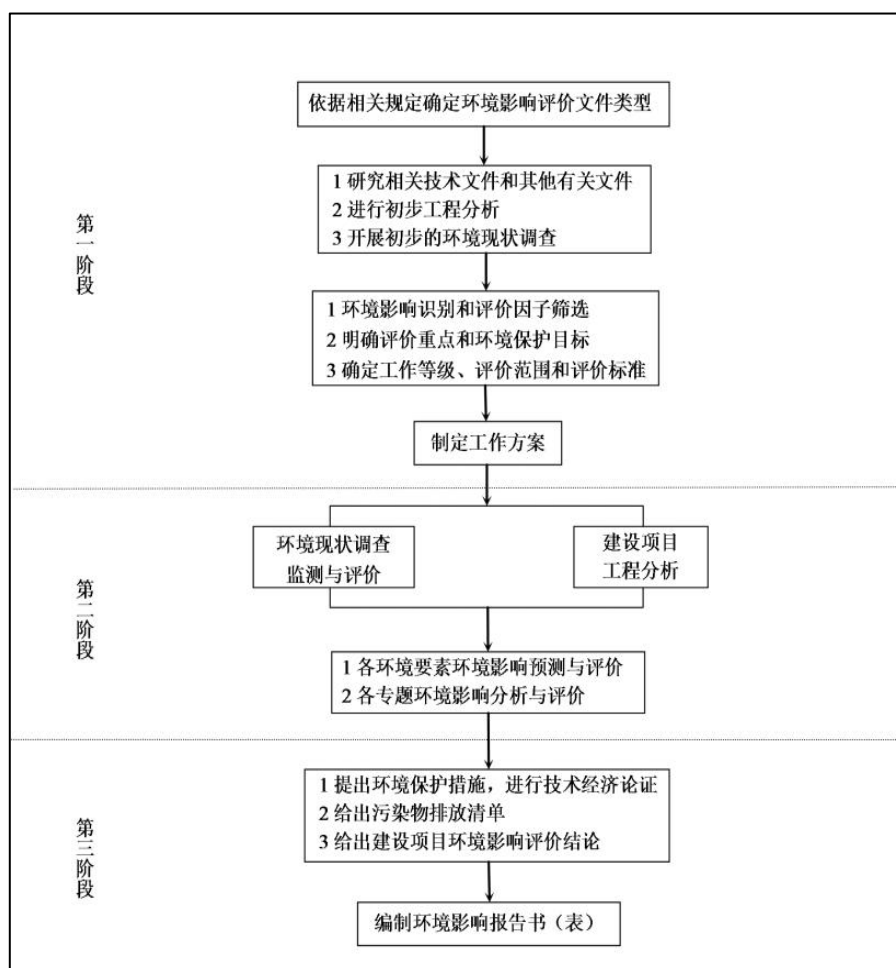 依据相关规定确定环境影响评价文件类型
1 研究相关技术文件和其他有关文件
2 进行初步工程分析
3 开展初步的环境现状调查
第一阶段
1 环境影响识别和评价因子筛选
2 明确评价重点和环境保护目标
3 确定工作等级、评价范围和评价标准
制定工作方案
环境现状调查
监测与评价
建设项目
工程分析
第二阶段
1 各环境要素环境影响预测与评价
2 各专题环境影响分析与评价
1 提出环境保护措施，进行技术经济论证
2 给出污染物排放清单
3 给出建设项目环境影响评价结论
第三阶段
编制环境影响报告书（表）